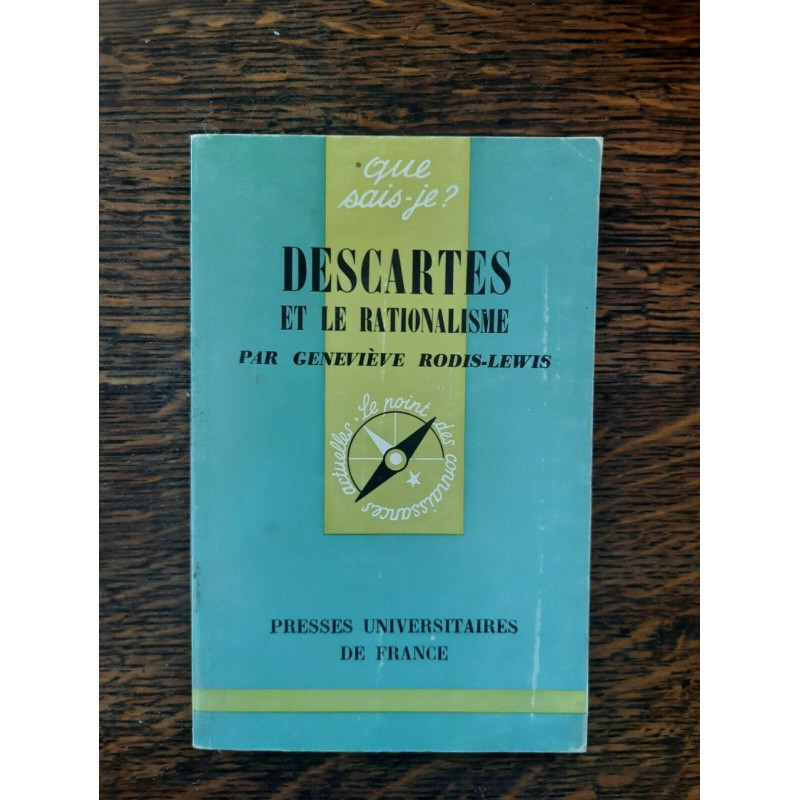 que
sais-je?
DESCARTES
ET LE RATIONALISME
PAR GENEVIÈVE RODIS-LEWIS
Le point des connaissances actuelles.
PRESSES UNIVERSITAIRES
DE FRANCE